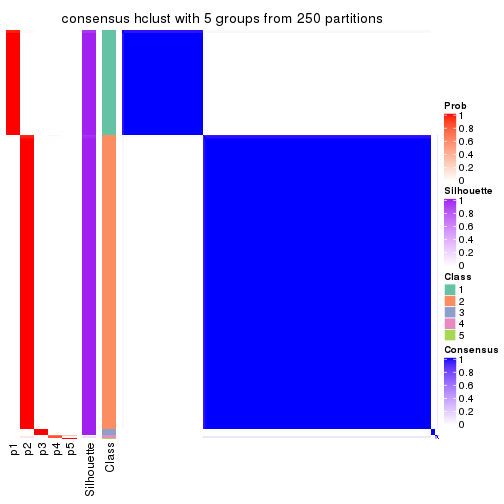 consensus hclust with 5 groups from 250 partitions
Prob
1
0.8
0.6
0.4
0.2
0
Silhouette
1
0.8
0.6
0.4
0.2
0
Class
1
2
3
4
5
Consensus
1
0.8
0.6
0.4
0.2
0
p1
p2
p3
p4
p5
Silhouette
Class